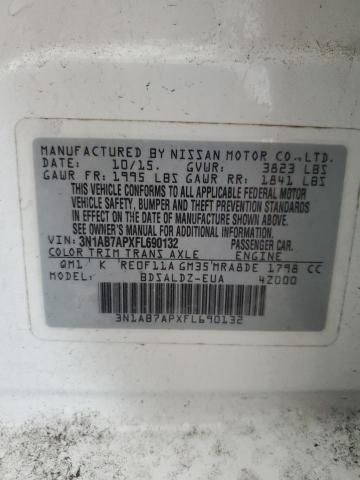 MANUFACTURED BY NISSAN MOTOR CO.,LTD.
DATE: 10/15. GVWR: 3823 LBS
GAWR FR: 1995 LBS GAWR RR: 1841 LBS
THIS VEHICLE CONFORMS TO ALL APPLICABLE FEDERAL MOTOR
VEHICLE SAFETY, BUMPER AND THEFT PREVENTION STANDARDS
IN EFFECT ON THE DATE OF MANUFACTURE SHOWN ABOVE.
SEE OWNER'S MANUAL FOR ADDITIONAL INFORMATION.
VIN: 3N1AB7APXFL690132 PASSENGER CAR.
COLOR TRIM TRANS AXLE ENGINE
QM1/ K RE0F11A GM35 MRA8DE 1798 CC
MODEL: BDSALDZ-EUA 4Z000
3N1AB7APXFL690132